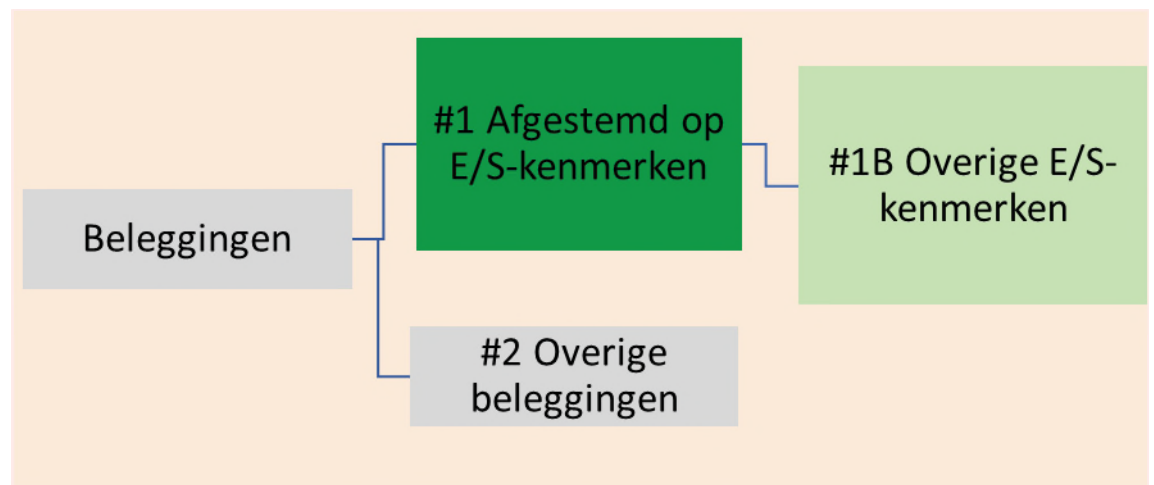 #1 Afgestemd op
E/S-kenmerken
#1B Overige E/S-
kenmerken
Beleggingen
#2 Overige
beleggingen